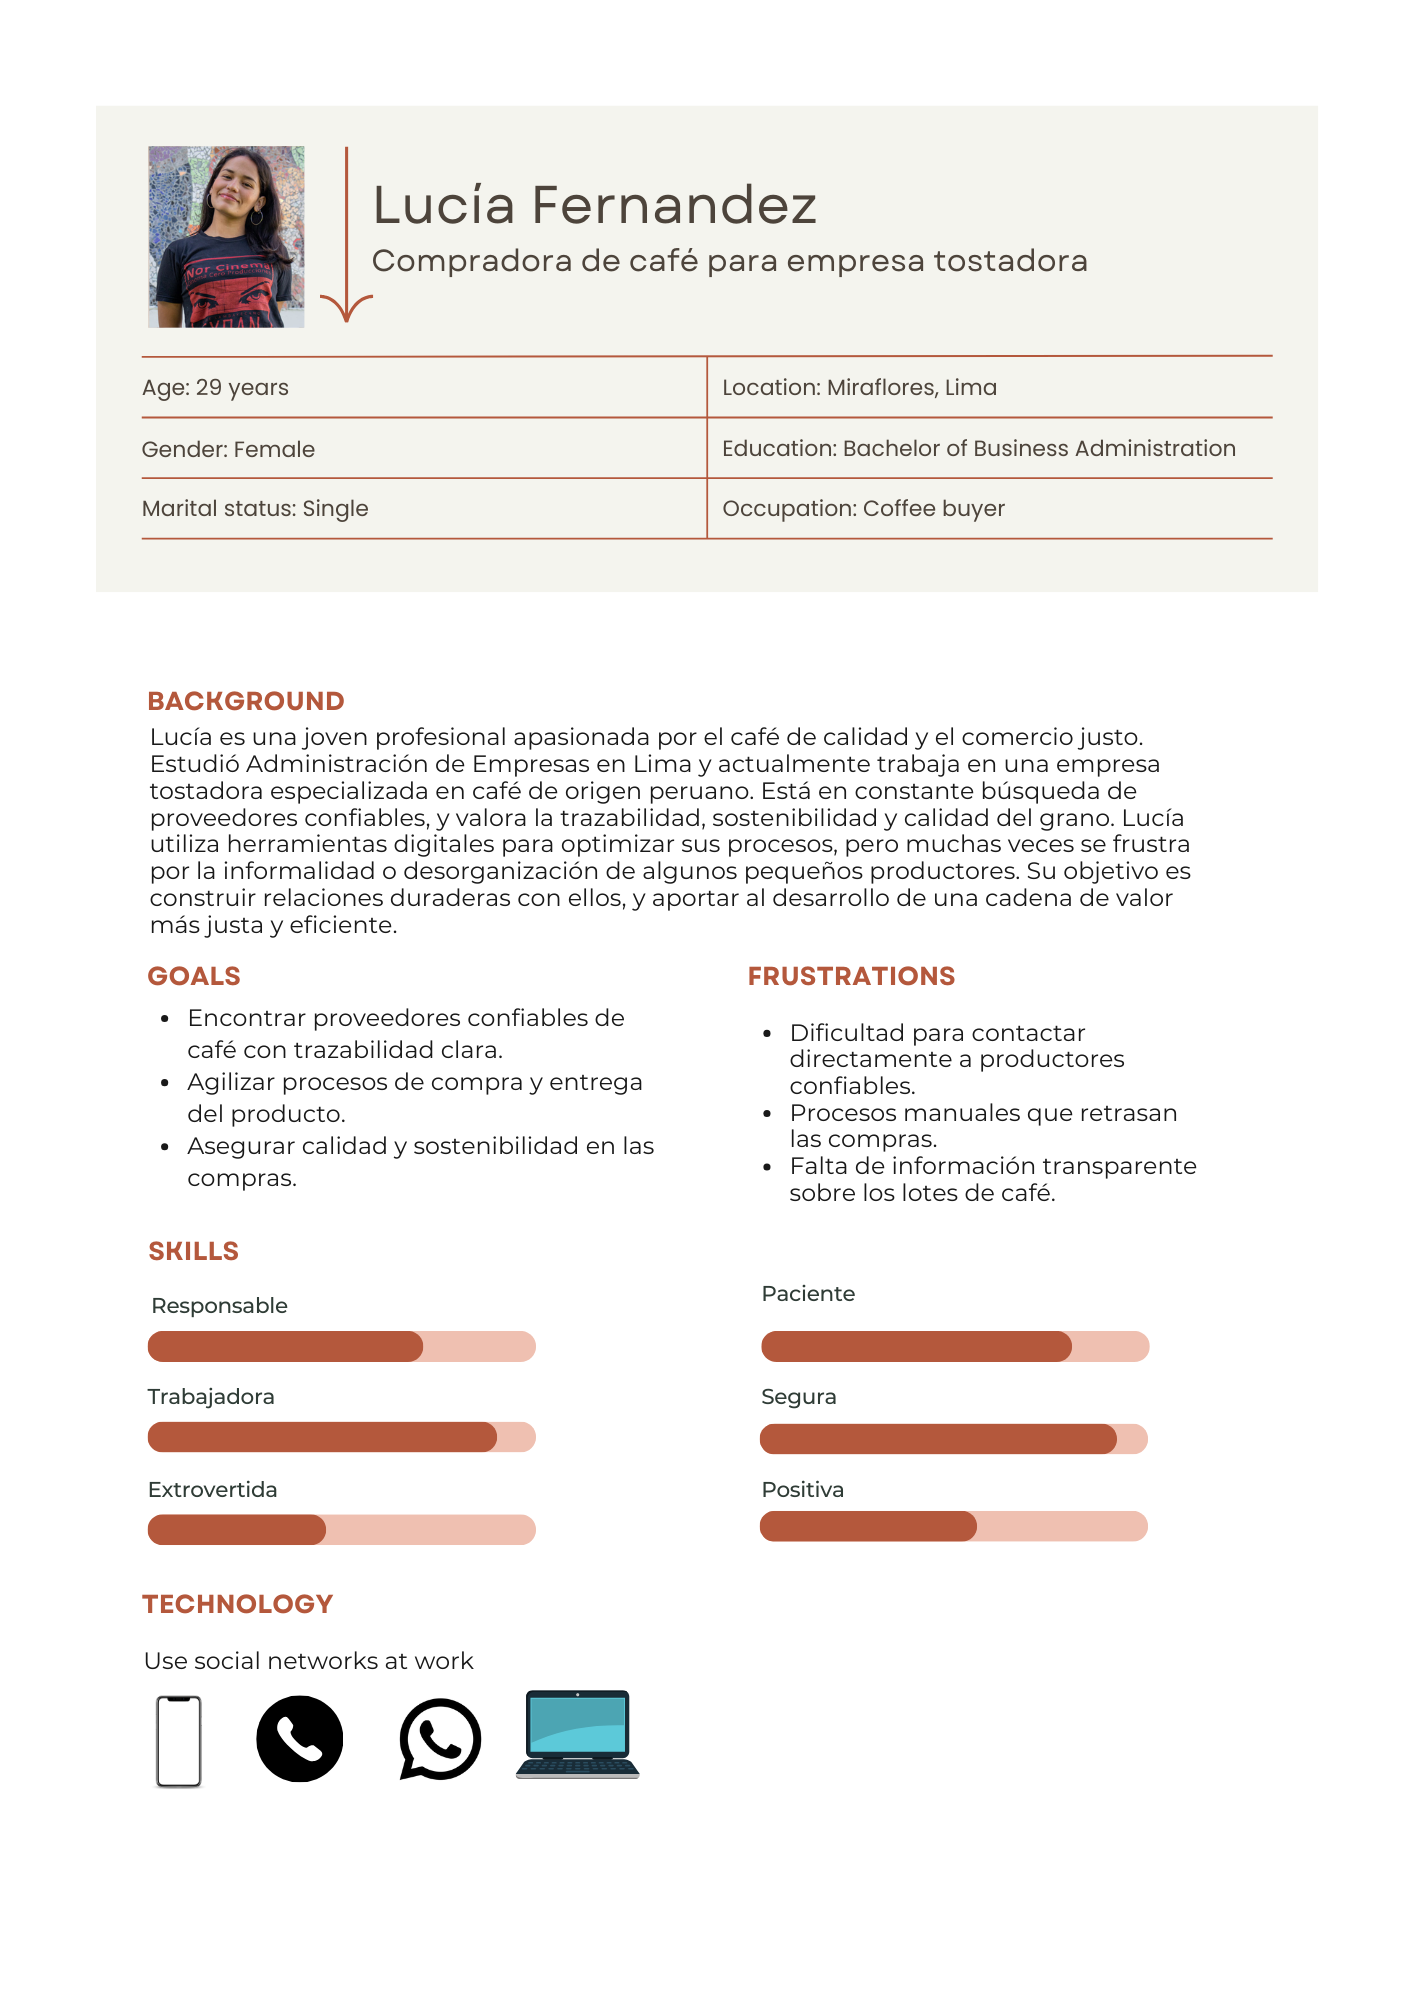 Nor Cinema
Lucía Fernandez
Compradora de café para empresa tostadora
Age: 29 years
Location: Miraflores, Lima
Gender: Female
Education: Bachelor of Business Administration
Marital status: Single
Occupation: Coffee buyer
BACKGROUND
Lucía es una joven profesional apasionada por el café de calidad y el comercio justo.
Estudió Administración de Empresas en Lima y actualmente trabaja en una empresa
tostadora especializada en café de origen peruano. Está en constante búsqueda de
proveedores confiables, y valora la trazabilidad, sostenibilidad y calidad del grano. Lucía
utiliza herramientas digitales para optimizar sus procesos, pero muchas veces se frustra
por la informalidad o desorganización de algunos pequeños productores. Su objetivo es
construir relaciones duraderas con ellos, y aportar al desarrollo de una cadena de valor
más justa y eficiente.
GOALS
• Encontrar proveedores confiables de
café con trazabilidad clara.
• Agilizar procesos de compra y entrega
del producto.
• Asegurar calidad y sostenibilidad en las
compras.
FRUSTRATIONS
• Dificultad para contactar
directamente a productores
confiables.
• Procesos manuales que retrasan
las compras.
• Falta de información transparente
sobre los lotes de café.
SKILLS
Responsable
Paciente
Trabajadora
Segura
Extrovertida
Positiva
TECHNOLOGY
Use social networks at work